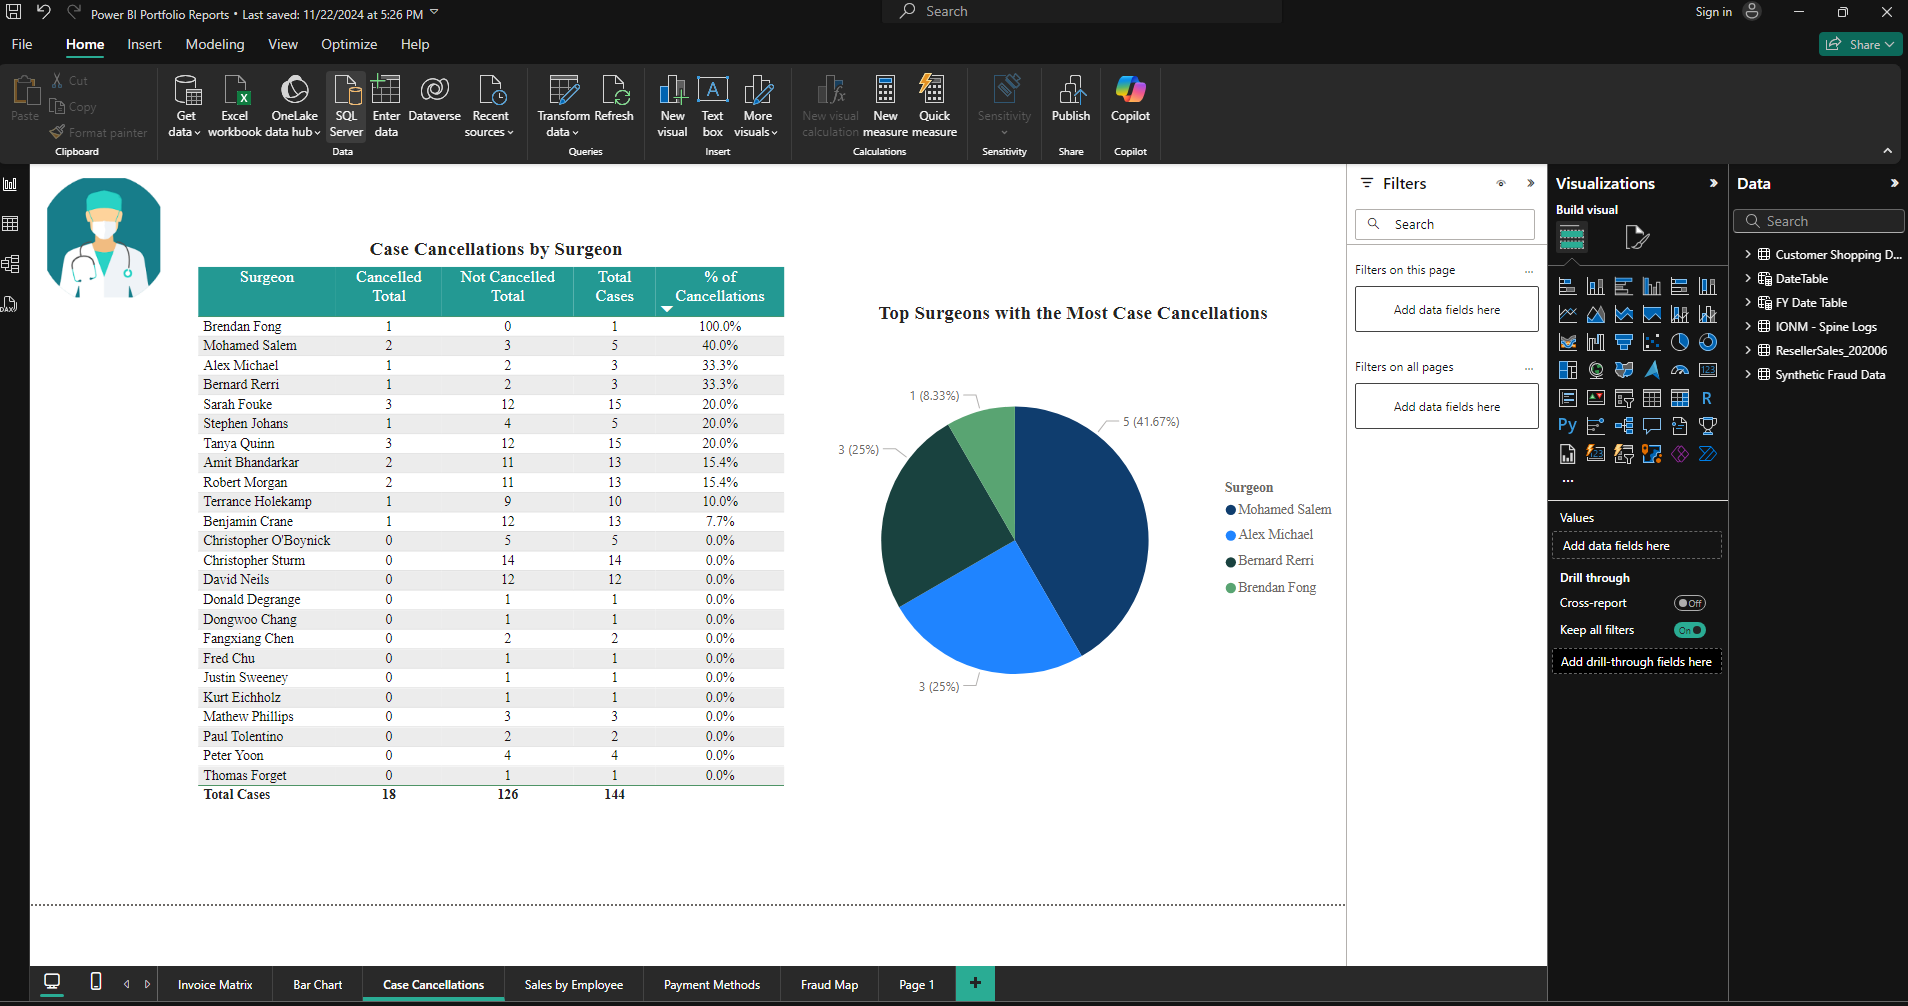 Power BI Portfolio Reports • Last saved: 11/22/2024 at 5:26 PM
Search
Sign in
File Home Insert Modeling View Optimize Help
Share
Paste
Cut
Copy
Format painter
Clipboard
Get data
Excel workbook
OneLake data hub
SQL Server
Enter data
Dataverse
Recent sources
Data
Transform data
Refresh
Queries
New visual
Text box
More visuals
Insert
New visual calculation
New measure
Quick measure
Calculations
Sensitivity
Sensitivity
Publish
Share
Copilot
Copilot
DAX
Case Cancellations by Surgeon
Surgeon Cancelled Total Not Cancelled Total Total Cases % of Cancellations
Brendan Fong 1 0 1 100.0%
Mohamed Salem 2 3 5 40.0%
Alex Michael 1 2 3 33.3%
Bernard Rerri 1 2 3 33.3%
Sarah Fouke 3 12 15 20.0%
Stephen Johans 1 4 5 20.0%
Tanya Quinn 3 12 15 20.0%
Amit Bhandarkar 2 11 13 15.4%
Robert Morgan 2 11 13 15.4%
Terrance Holekamp 1 9 10 10.0%
Benjamin Crane 1 12 13 7.7%
Christopher O'Boynick 0 5 5 0.0%
Christopher Sturm 0 14 14 0.0%
David Neils 0 12 12 0.0%
Donald Degrange 0 1 1 0.0%
Dongwoo Chang 0 1 1 0.0%
Fangxiang Chen 0 2 2 0.0%
Fred Chu 0 1 1 0.0%
Justin Sweeney 0 1 1 0.0%
Kurt Eichholz 0 1 1 0.0%
Mathew Phillips 0 3 3 0.0%
Paul Tolentino 0 2 2 0.0%
Peter Yoon 0 4 4 0.0%
Thomas Forget 0 1 1 0.0%
Total Cases 18 126 144
Top Surgeons with the Most Case Cancellations
1 (8.33%)
5 (41.67%)
3 (25%)
3 (25%)
Surgeon
Mohamed Salem
Alex Michael
Bernard Rerri
Brendan Fong
Filters
Search
Filters on this page ...
Add data fields here
Filters on all pages ...
Add data fields here
Visualizations
Build visual
123
R
Py
123
...
Values
Add data fields here
Drill through
Cross-report Off
Keep all filters On
Add drill-through fields here
Data
Search
Customer Shopping D...
DateTable
FY Date Table
IONM - Spine Logs
ResellerSales_202006
Synthetic Fraud Data
Invoice Matrix Bar Chart Case Cancellations Sales by Employee Payment Methods Fraud Map Page 1 +